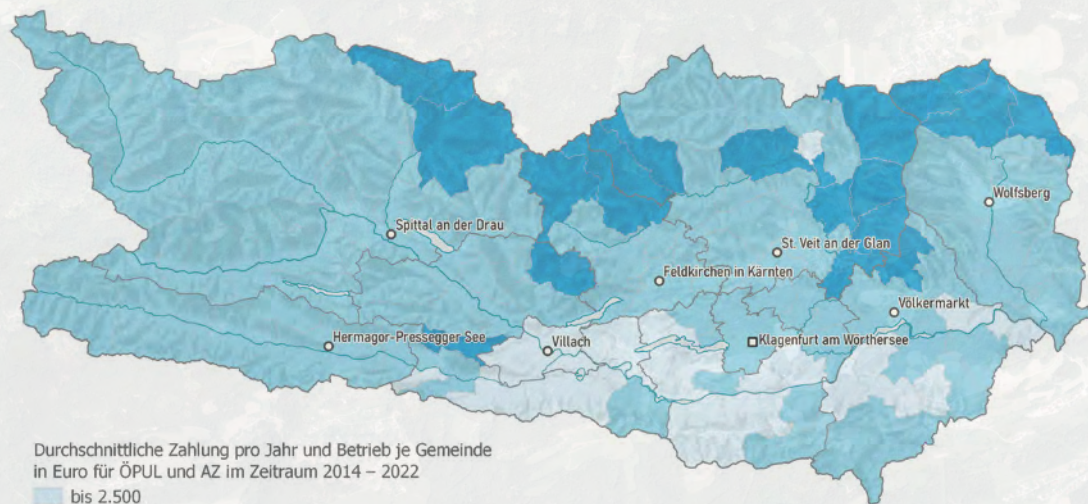 Spittal an der Drau
Wolfsberg
St. Veit an der Glan
Feldkirchen in Kärnten
Völkermarkt
Hermagor-Pressegger See
Villach
Klagenfurt am Wörthersee
Durchschnittliche Zahlung pro Jahr und Betrieb je Gemeinde
in Euro für ÖPUL und AZ im Zeitraum 2014 – 2022
bis 2.500